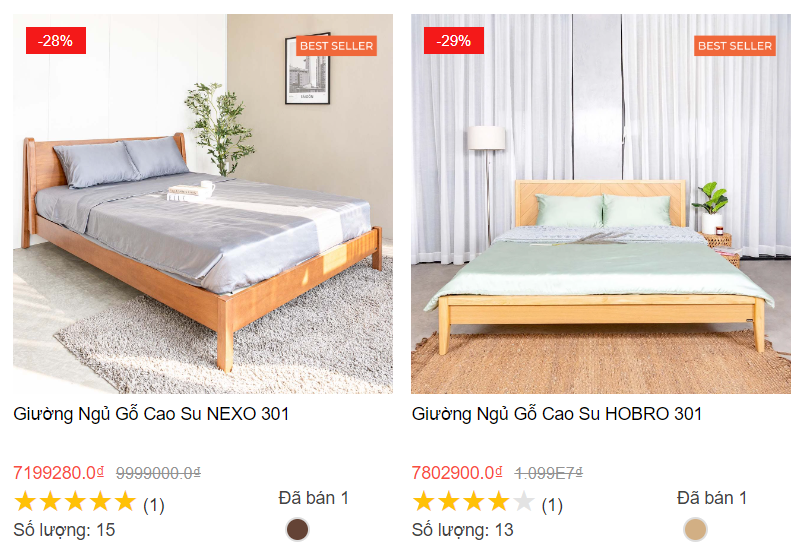 -28%
BEST SELLER
Giường Ngủ Gỗ Cao Su NEXO 301
7199280.0₫ 9999000.0₫
(1)
Đã bán 1
Số lượng: 15
-29%
BEST SELLER
Giường Ngủ Gỗ Cao Su HOBRO 301
7802900.0₫ 1.099E7₫
(1)
Đã bán 1
Số lượng: 13